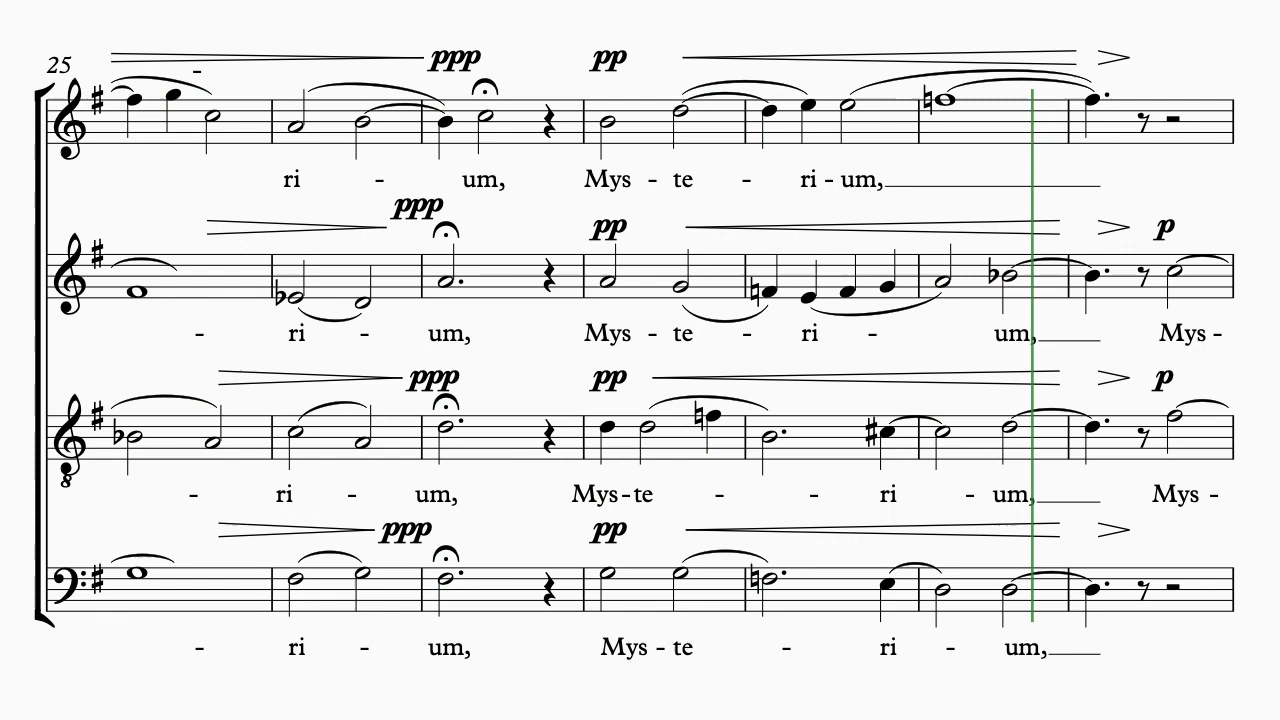 25
ppp pp
ri - um, Mys - te - ri - um,
ppp
pp p
- ri - um, Mys - te - ri - um, Mys -
ppp pp p
- ri - um, Mys - te - - ri - um, Mys -
ppp pp
- ri - um, Mys - te - ri - um,